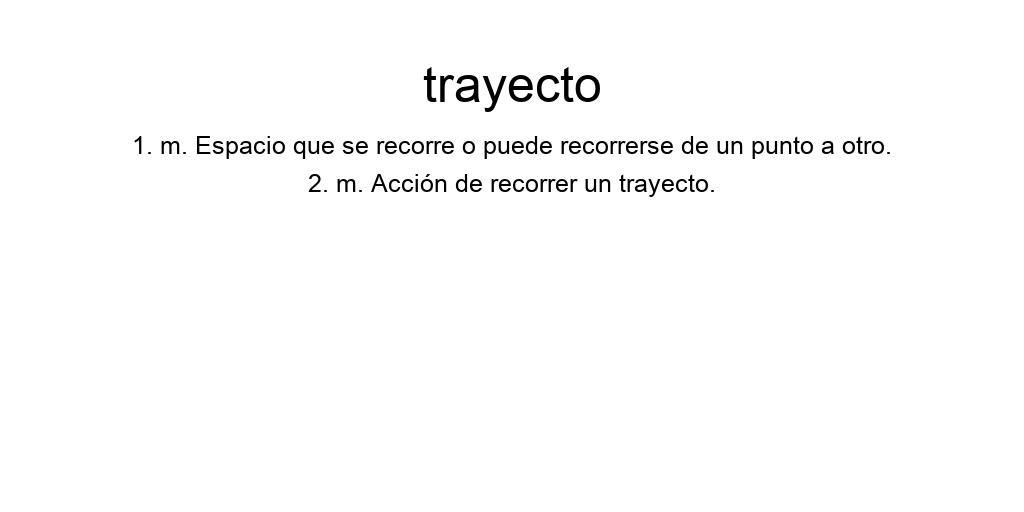 trayecto
1. m. Espacio que se recorre o puede recorrerse de un punto a otro.
2. m. Acción de recorrer un trayecto.